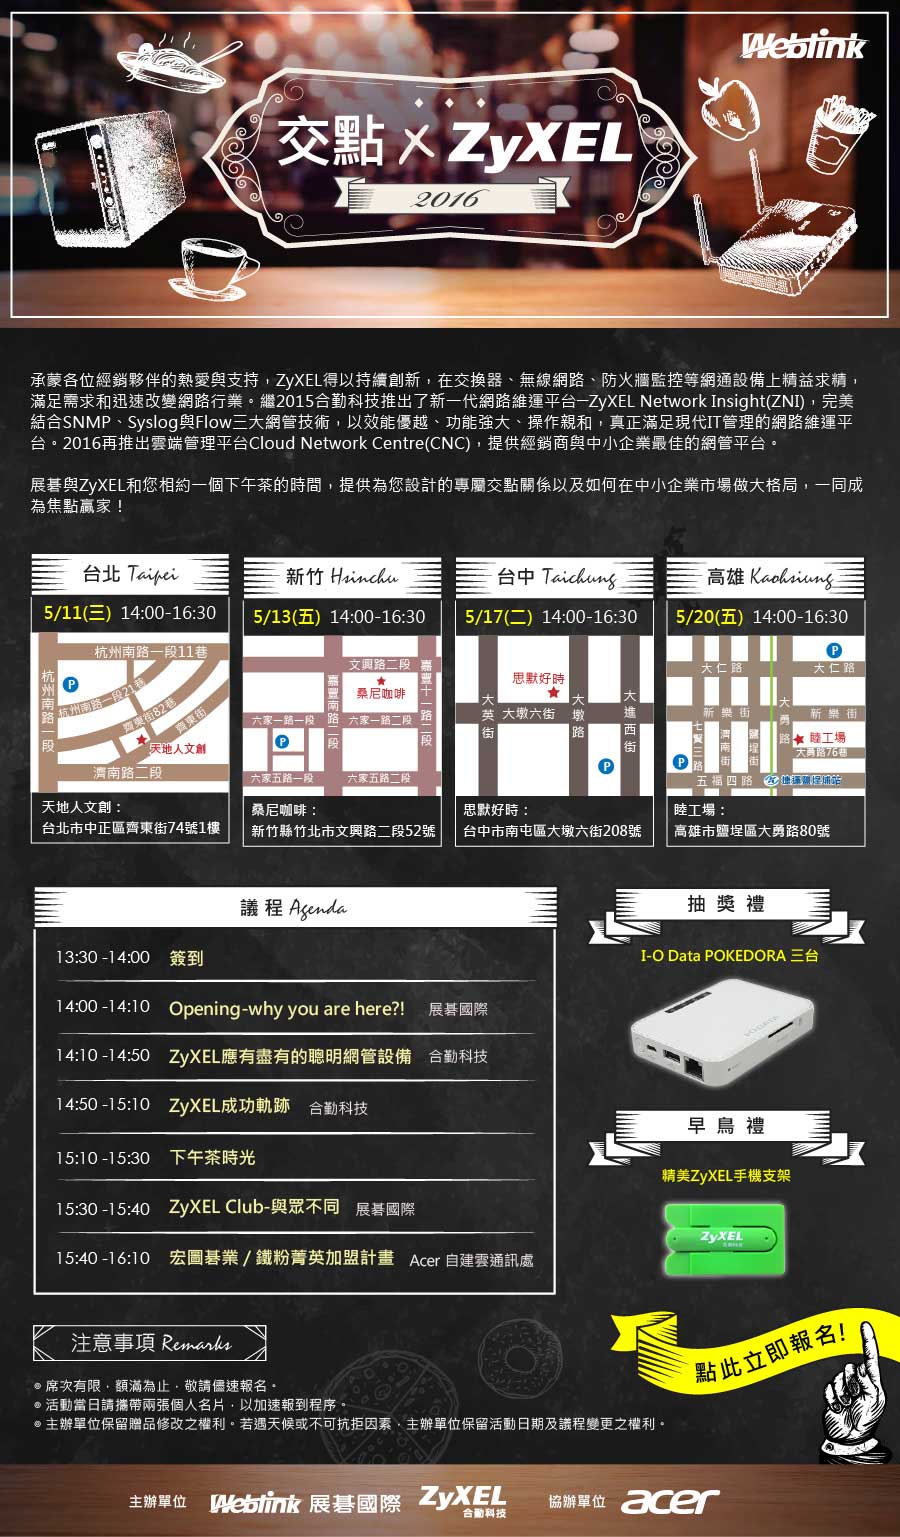 Weblink
交點 × ZyXEL
2016
承蒙各位經銷夥伴的熱愛與支持，ZyXEL得以持續創新，在交換器、無線網路、防火牆監控等網通設備上精益求精，
滿足需求和迅速改變網路行業。繼2015合勤科技推出了新一代網路維運平台─ZyXEL Network Insight(ZNI)，完美
結合SNMP、Syslog與Flow三大網管技術，以效能優越、功能強大、操作親和，真正滿足現代IT管理的網路維運平
台。2016再推出雲端管理平台Cloud Network Centre(CNC)，提供經銷商與中小企業最佳的網管平台。
展碁與ZyXEL和您相約一個下午茶的時間，提供為您設計的專屬交點關係以及如何在中小企業市場做大格局，一同成
為焦點贏家！
台北 Taipei
5/11(三) 14:00-16:30
杭州南路一段11巷
杭州南路一段
P
杭州南路一段21巷
齊東街82巷
齊東街
天地人文創
濟南路二段
天地人文創：
台北市中正區齊東街74號1樓
新竹 Hsinchu
5/13(五) 14:00-16:30
文興路二段
嘉豐南路二段
嘉豐十一路二段
桑尼咖啡
六家一路一段
六家一路二段
P
六家五路一段
六家五路二段
桑尼咖啡：
新竹縣竹北市文興路二段52號
台中 Taichung
5/17(二) 14:00-16:30
思默好時
大英街
大墩六街
大墩路
大進西街
P
思默好時：
台中市南屯區大墩六街208號
高雄 Kaohsiung
5/20(五) 14:00-16:30
P
大仁路
大仁路
新樂街
大勇路
新樂街
七賢三路
濟南街
鹽埕街
睦工場
大勇路76巷
P
五福四路
捷運鹽埕埔站
睦工場：
高雄市鹽埕區大勇路80號
議程 Agenda
13:30 -14:00 簽到
14:00 -14:10 Opening-why you are here?! 展碁國際
14:10 -14:50 ZyXEL應有盡有的聰明網管設備 合勤科技
14:50 -15:10 ZyXEL成功軌跡 合勤科技
15:10 -15:30 下午茶時光
15:30 -15:40 ZyXEL Club-與眾不同 展碁國際
15:40 -16:10 宏圖碁業 / 鐵粉菁英加盟計畫 Acer 自建雲通訊處
抽獎禮
I-O Data POKEDORA 三台
I-O DATA
早鳥禮
精美ZyXEL手機支架
ZyXEL
合勤科技
點此立即報名!
注意事項 Remarks
席次有限，額滿為止，敬請儘速報名。
活動當日請攜帶兩張個人名片，以加速報到程序。
主辦單位保留贈品修改之權利。若遇天候或不可抗拒因素，主辦單位保留活動日期及議程變更之權利。
主辦單位 Weblink 展碁國際 ZyXEL 合勤科技 協辦單位 acer